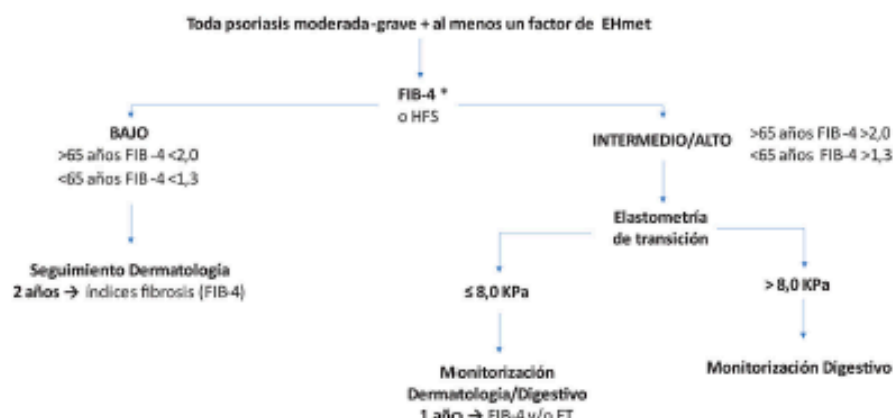 Toda psoriasis moderada-grave + al menos un factor de EHmet
FIB-4 *
o HFS
BAJO
>65 años FIB-4 <2,0
<65 años FIB-4 <1,3
INTERMEDIO/ALTO
>65 años FIB-4 >2,0
<65 años FIB-4 >1,3
Elastometría
de transición
Seguimiento Dermatología
2 años → índices fibrosis (FIB-4)
≤ 8,0 KPa
> 8,0 KPa
Monitorización
Dermatología/Digestivo
1 año → FIB-4 y/o ET
Monitorización Digestivo